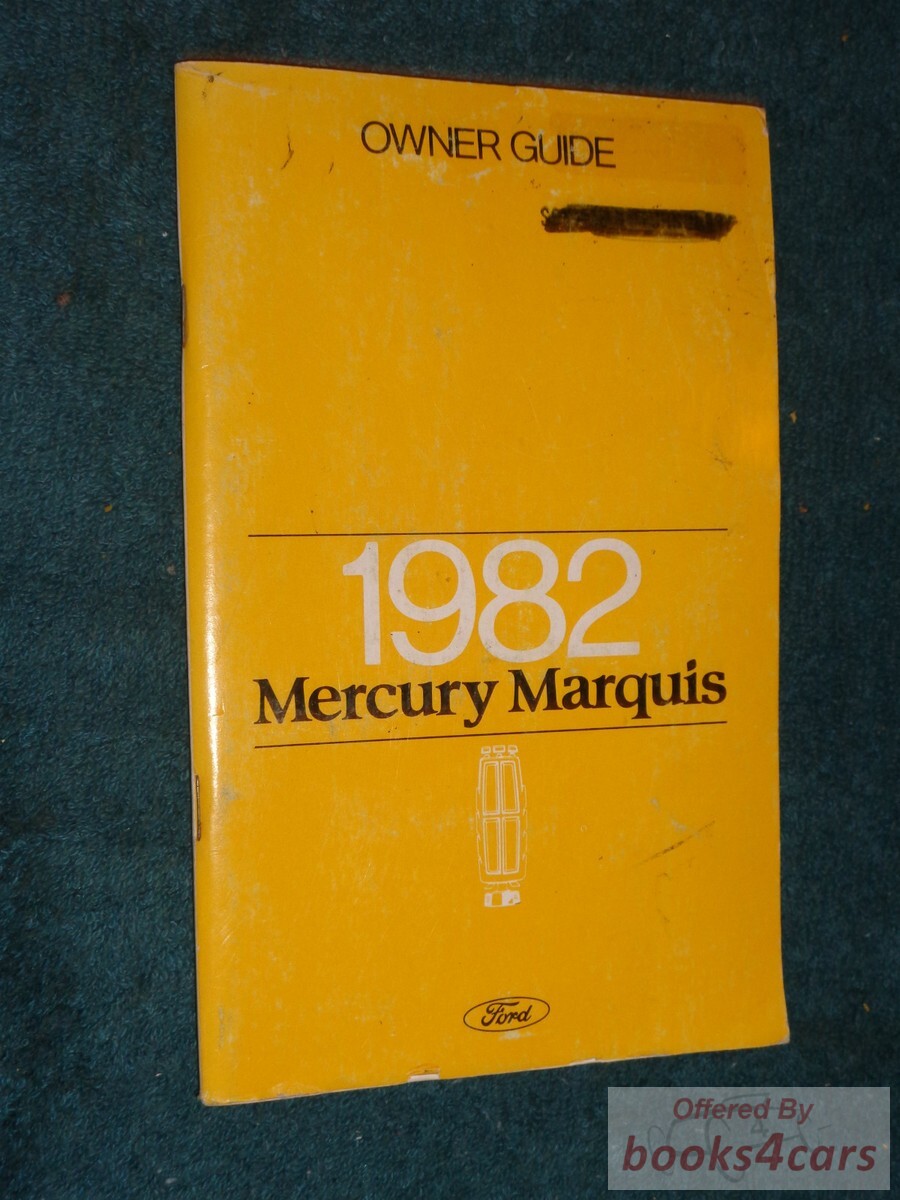 OWNER GUIDE
1982
Mercury Marquis
Ford
Offered By
books4cars